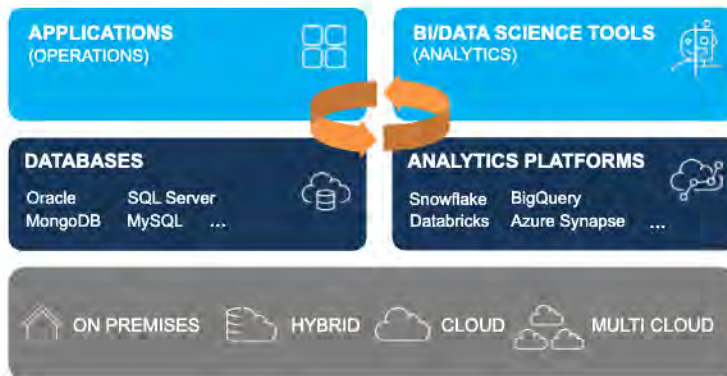 APPLICATIONS
(OPERATIONS)
BI/DATA SCIENCE TOOLS
(ANALYTICS)
DATABASES
Oracle SQL Server
MongoDB MySQL ...
ANALYTICS PLATFORMS
Snowflake BigQuery
Databricks Azure Synapse ...
ON PREMISES HYBRID CLOUD MULTI CLOUD